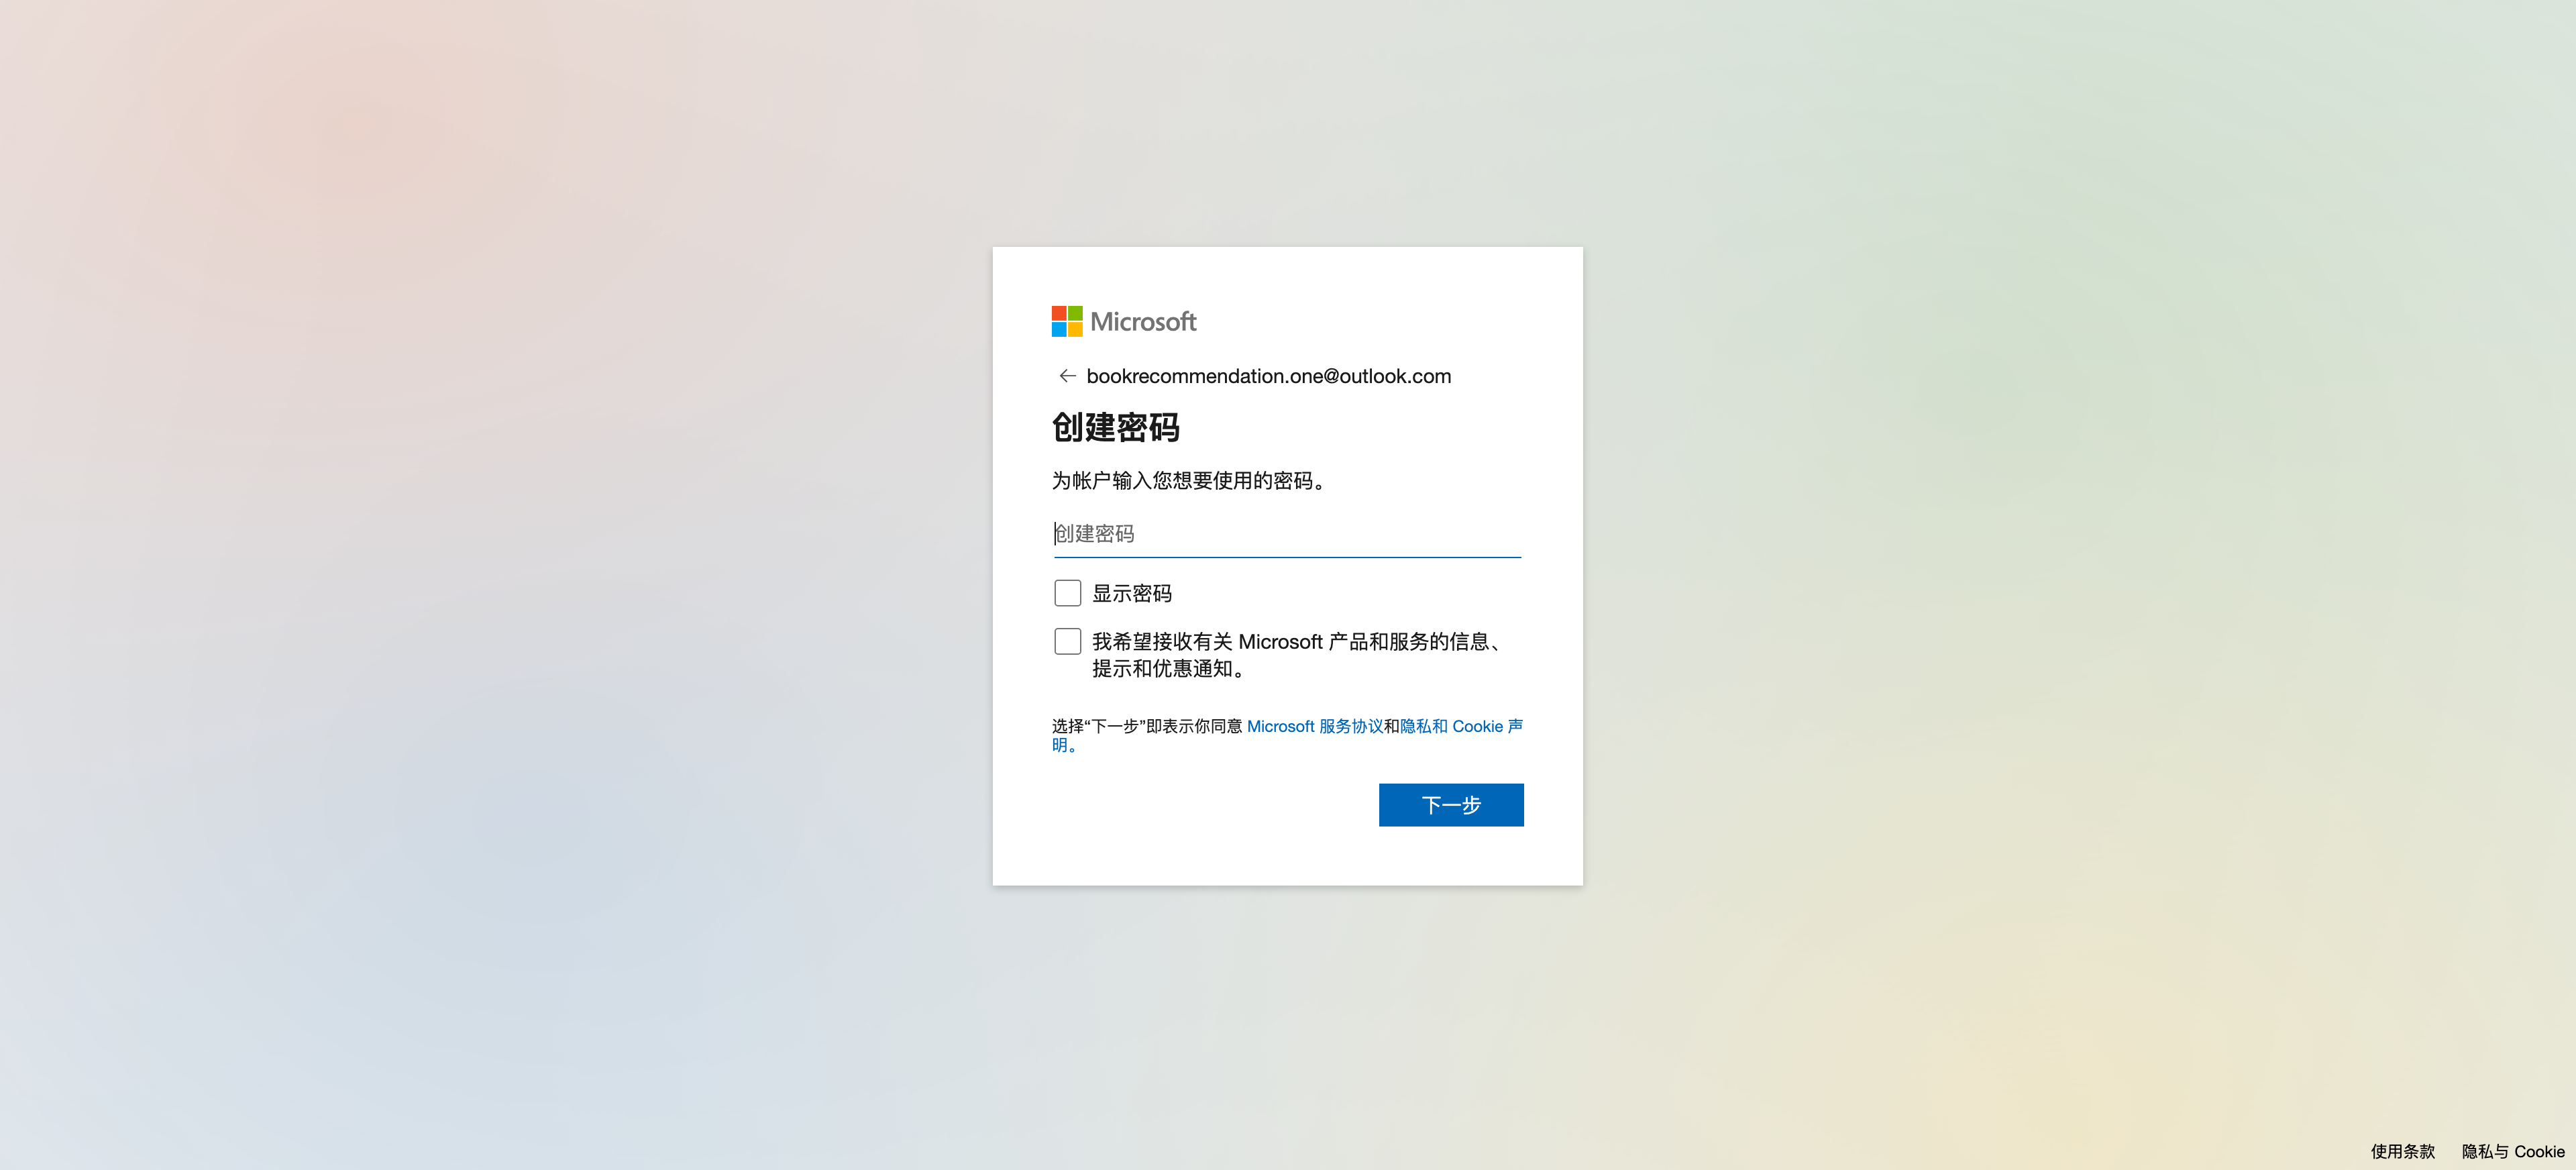 Microsoft
bookrecommendation.one@outlook.com
创建密码
为帐户输入您想要使用的密码。
创建密码
显示密码
我希望接收有关 Microsoft 产品和服务的信息、
提示和优惠通知。
选择“下一步”即表示你同意 Microsoft 服务协议和隐私和 Cookie 声
明。
下一步
使用条款 隐私与 Cookie